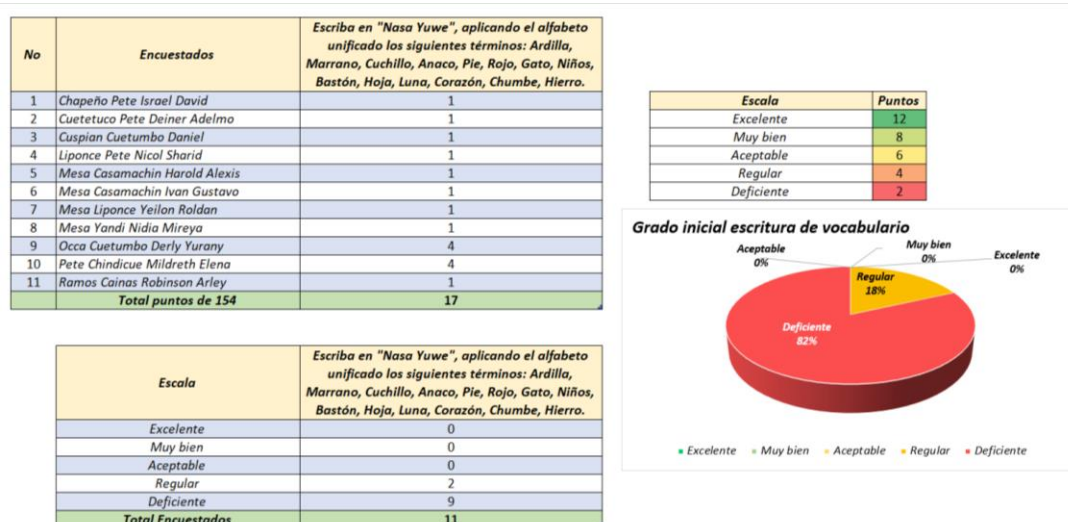 No Encuestados Escriba en "Nasa Yuwe", aplicando el alfabeto
unificado los siguientes términos: Ardilla,
Marrano, Cuchillo, Anaco, Pie, Rojo, Gato, Niños,
Bastón, Hoja, Luna, Corazón, Chumbe, Hierro.
1 Chapeño Pete Israel David 1
2 Cuetetuco Pete Deiner Adelmo 1
3 Cuspian Cuetumbo Daniel 1
4 Liponce Pete Nicol Sharid 1
5 Mesa Casamachin Harold Alexis 1
6 Mesa Casamachin Ivan Gustavo 1
7 Mesa Liponce Yeilon Roldan 1
8 Mesa Yandi Nidia Mireya 1
9 Occa Cuetumbo Derly Yurany 4
10 Pete Chindicue Mildreth Elena 4
11 Ramos Cainas Robinson Arley 1
Total puntos de 154 17
Escala Puntos
Excelente 12
Muy bien 8
Aceptable 6
Regular 4
Deficiente 2
Grado inicial escritura de vocabulario
Aceptable
0%
Muy bien
0%
Excelente
0%
Regular
18%
Deficiente
82%
Excelente Muy bien Aceptable Regular Deficiente
Escala Escriba en "Nasa Yuwe", aplicando el alfabeto
unificado los siguientes términos: Ardilla,
Marrano, Cuchillo, Anaco, Pie, Rojo, Gato, Niños,
Bastón, Hoja, Luna, Corazón, Chumbe, Hierro.
Excelente 0
Muy bien 0
Aceptable 0
Regular 2
Deficiente 9
Total Encuestados 11